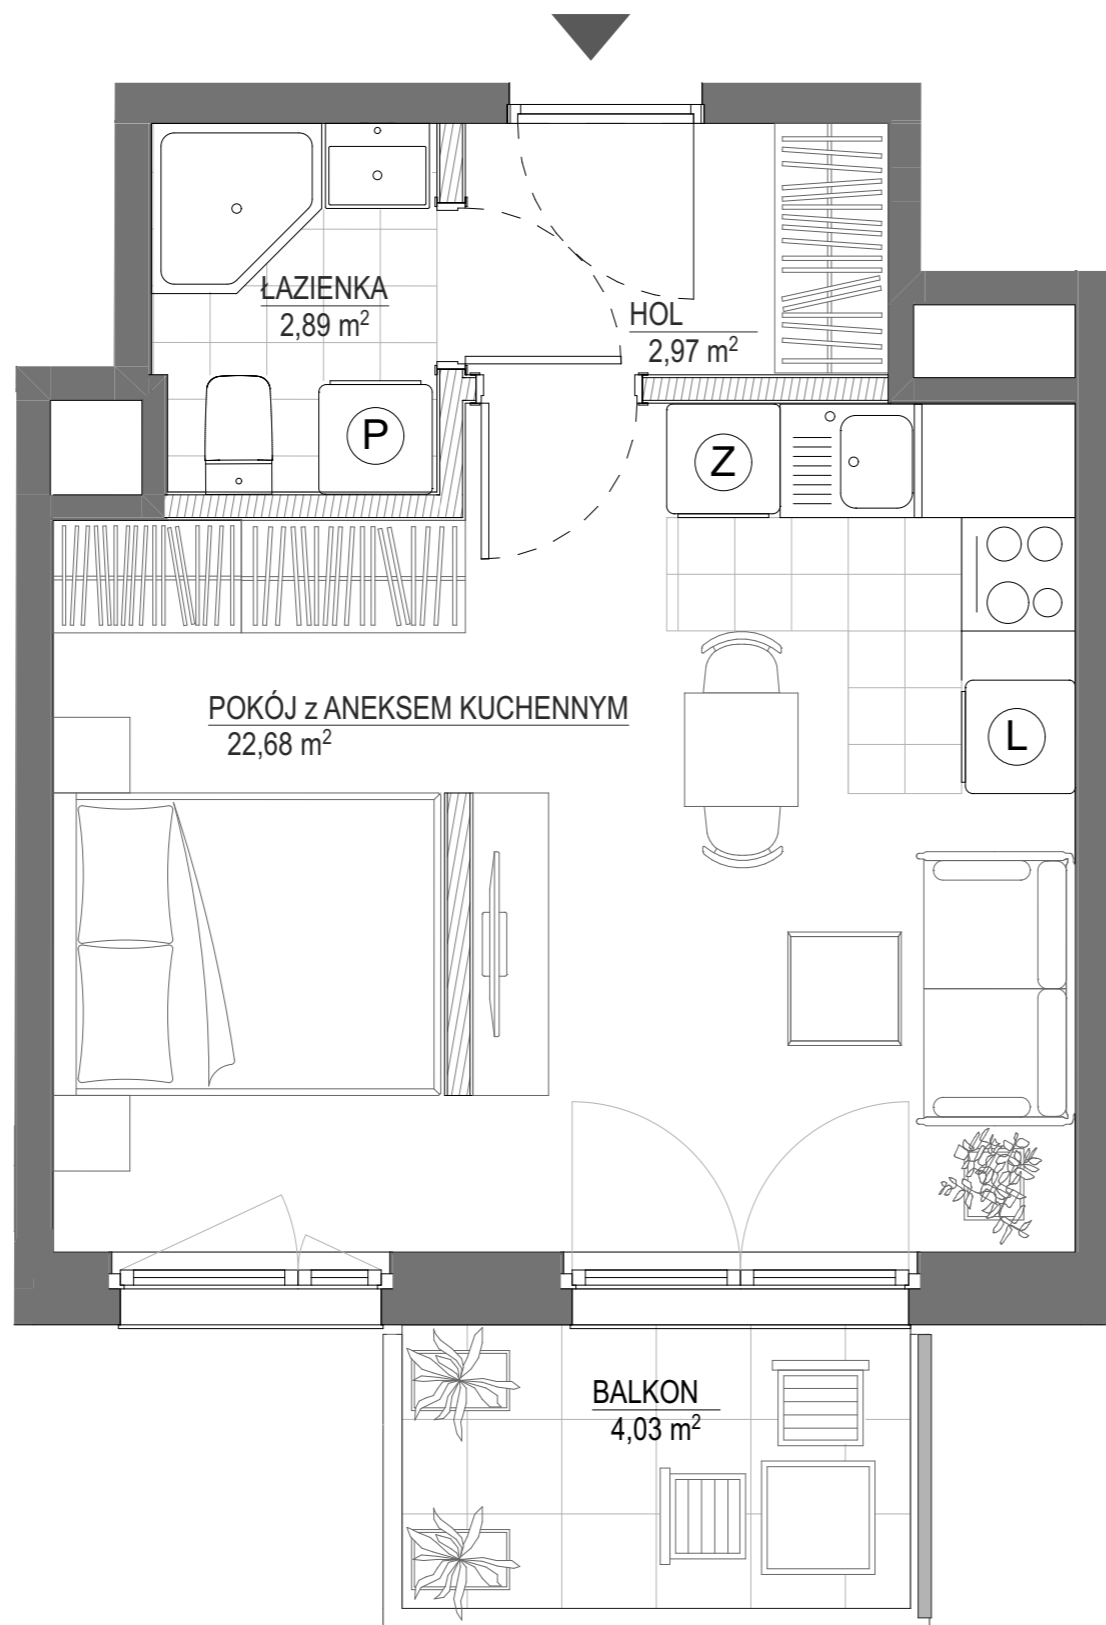 ŁAZIENKA
2,89 m²
HOL
2,97 m²
P
Z
POKÓJ z ANEKSEM KUCHENNYM
22,68 m²
L
BALKON
4,03 m²